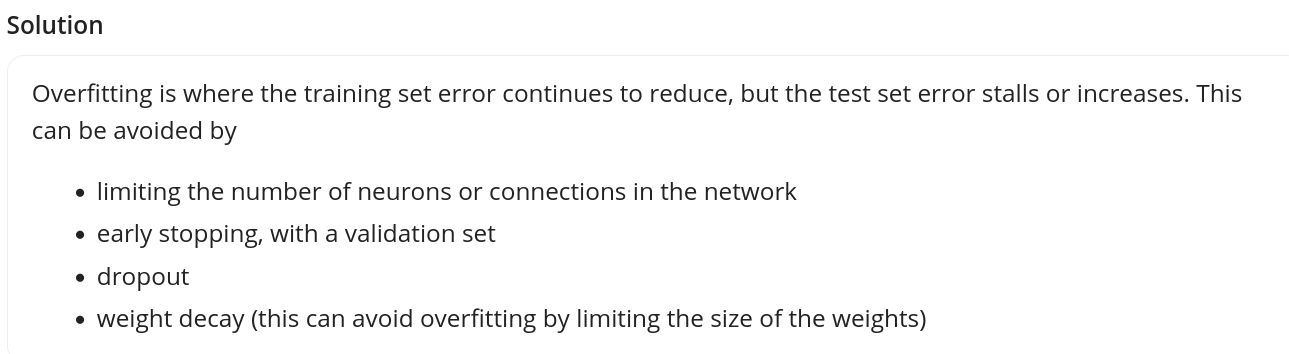 Solution
Overfitting is where the training set error continues to reduce, but the test set error stalls or increases. This
can be avoided by
• limiting the number of neurons or connections in the network
• early stopping, with a validation set
• dropout
• weight decay (this can avoid overfitting by limiting the size of the weights)